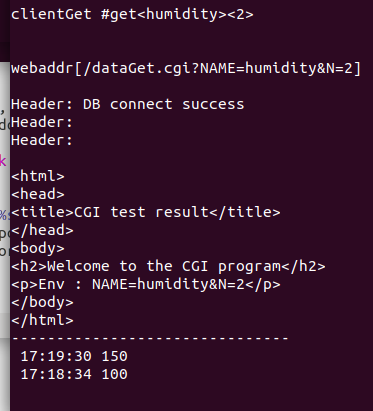 clientGet #get<humidity><2>
webaddr[/dataGet.cgi?NAME=humidity&N=2]
Header: DB connect success
Header:
Header:
<html>
<head>
<title>CGI test result</title>
</head>
<body>
<h2>Welcome to the CGI program</h2>
<p>Env : NAME=humidity&N=2</p>
</body>
</html>
-------------------------------
17:19:30 150
17:18:34 100